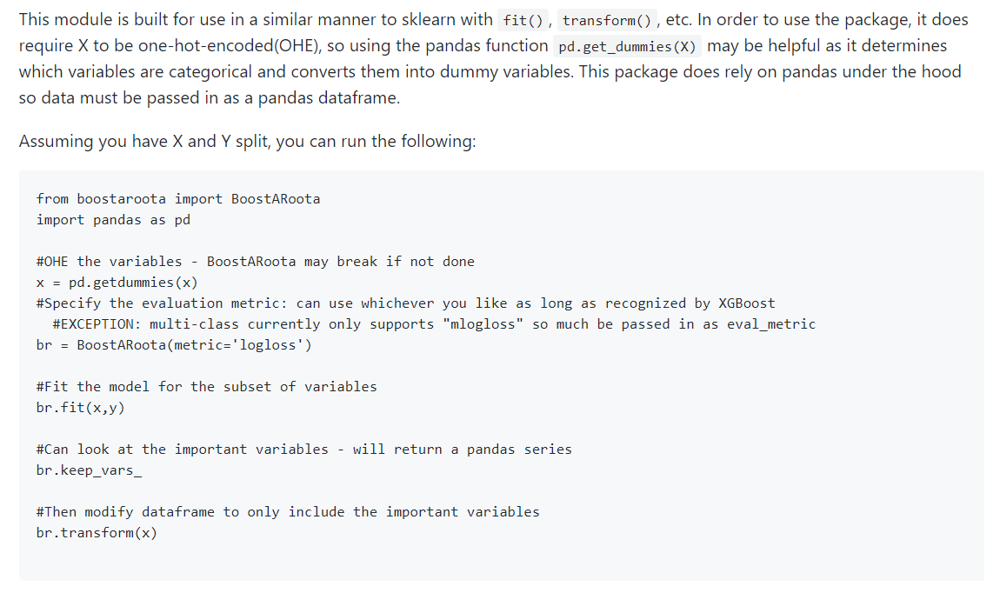 This module is built for use in a similar manner to sklearn with fit(), transform(), etc. In order to use the package, it does
require X to be one-hot-encoded(OHE), so using the pandas function pd.get_dummies(X) may be helpful as it determines
which variables are categorical and converts them into dummy variables. This package does rely on pandas under the hood
so data must be passed in as a pandas dataframe.
Assuming you have X and Y split, you can run the following:
from boostaroota import BoostARoota
import pandas as pd
#OHE the variables - BoostARoota may break if not done
x = pd.getdummies(x)
#Specify the evaluation metric: can use whichever you like as long as recognized by XGBoost
  #EXCEPTION: multi-class currently only supports "mlogloss" so much be passed in as eval_metric
br = BoostARoota(metric='logloss')
#Fit the model for the subset of variables
br.fit(x,y)
#Can look at the important variables - will return a pandas series
br.keep_vars_
#Then modify dataframe to only include the important variables
br.transform(x)